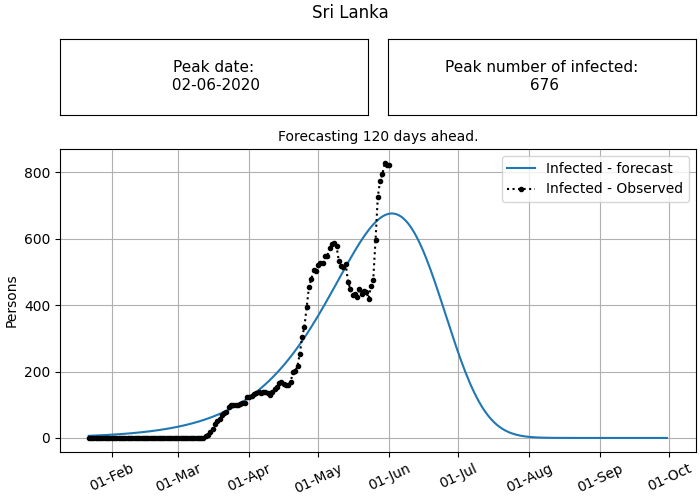 Sri Lanka
Peak date:
02-06-2020
Peak number of infected:
676
Forecasting 120 days ahead.
Infected - forecast
Infected - Observed
Persons
800
600
400
200
0
01-Feb
01-Mar
01-Apr
01-May
01-Jun
01-Jul
01-Aug
01-Sep
01-Oct